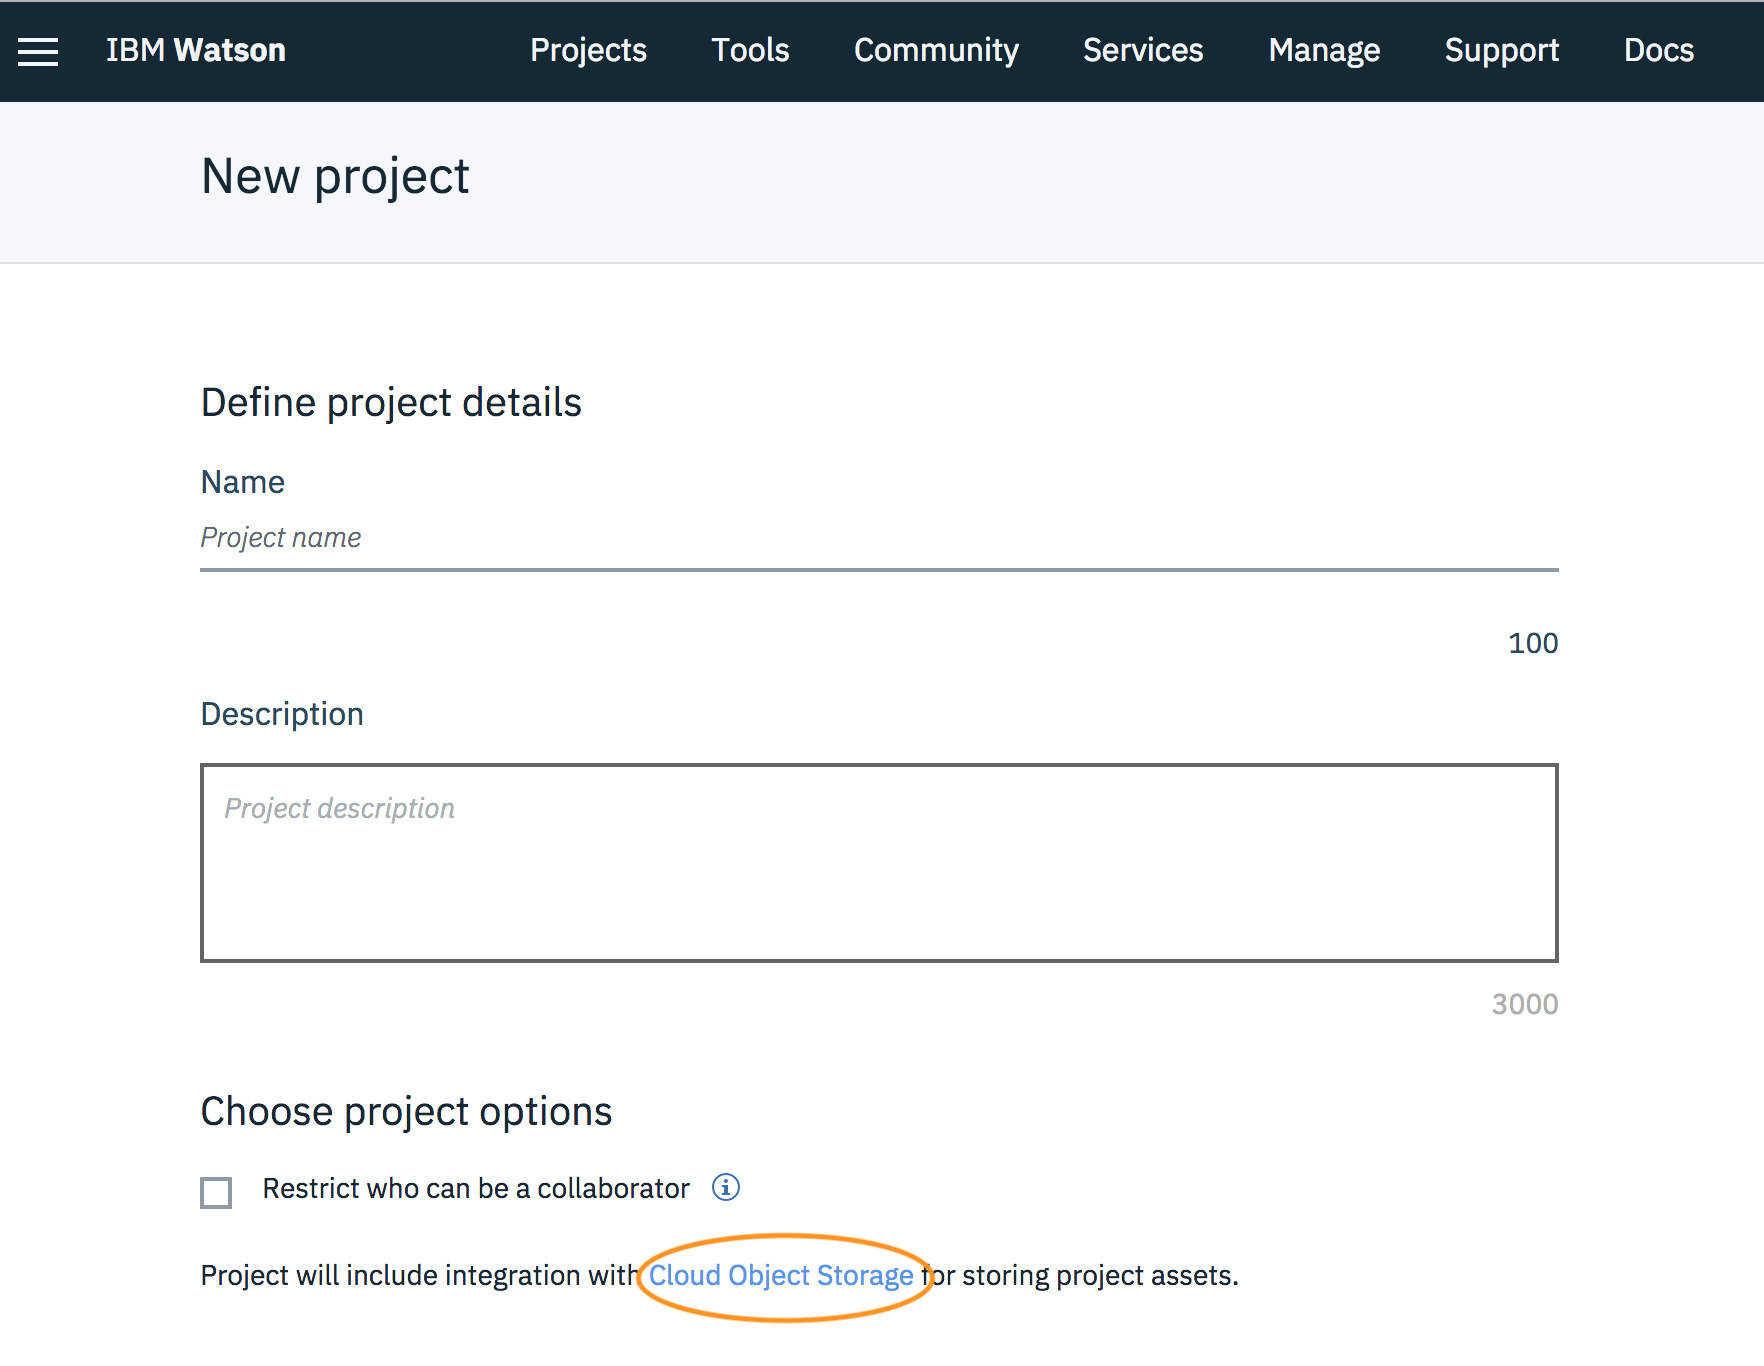 IBM Watson Projects Tools Community Services Manage Support Docs
New project
Define project details
Name
Project name
100
Description
Project description
3000
Choose project options
Restrict who can be a collaborator
Project will include integration with Cloud Object Storage for storing project assets.